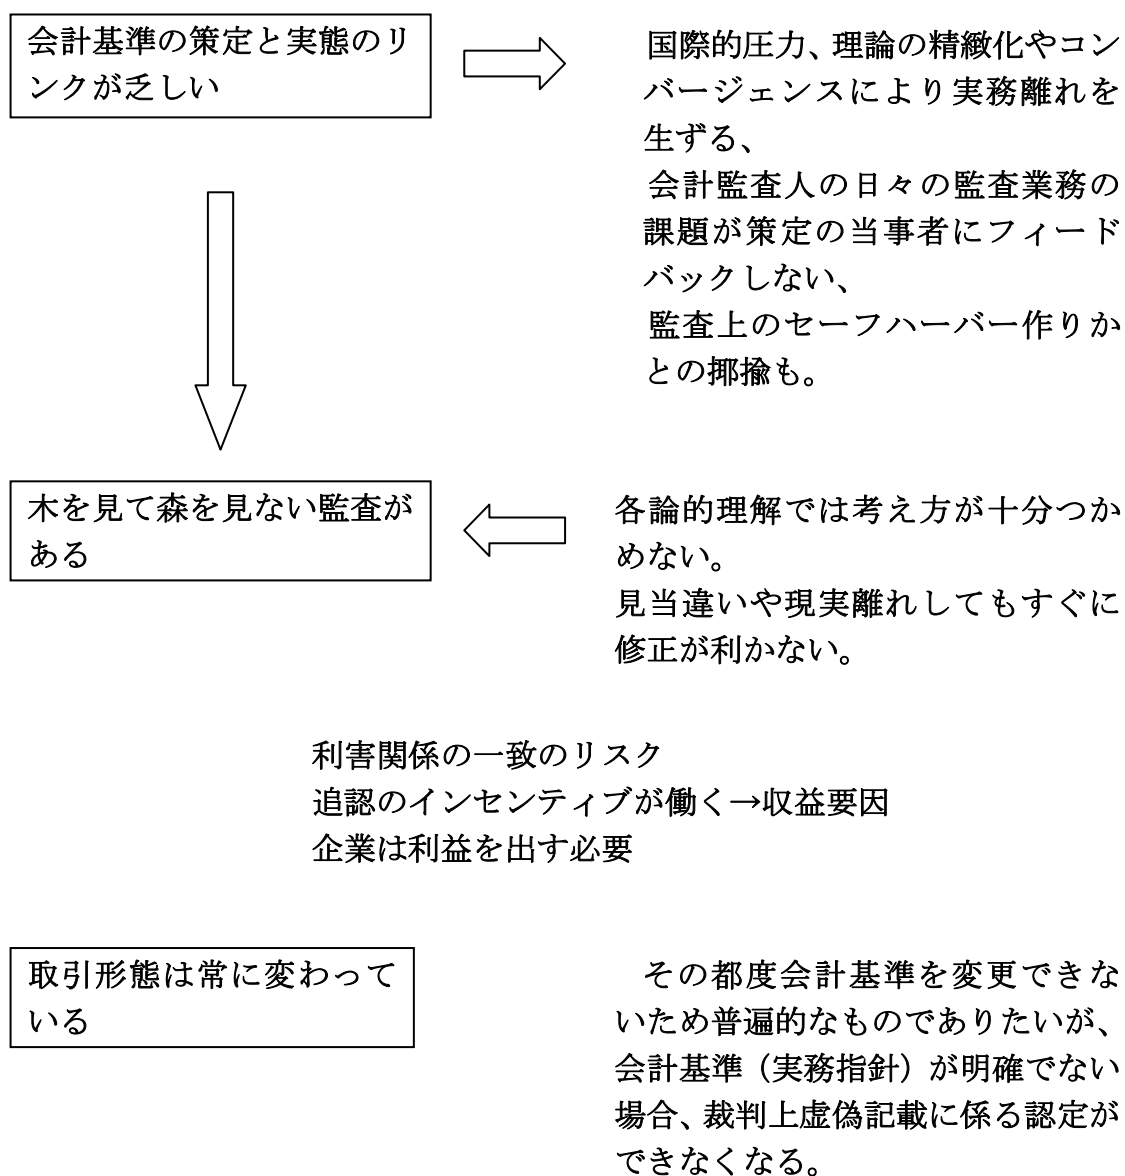 会計基準の策定と実態のリ
ンクが乏しい
国際的圧力、理論の精緻化やコン
バージェンスにより実務離れを
生ずる、
会計監査人の日々の監査業務の
課題が策定の当事者にフィード
バックしない、
監査上のセーフハーバー作りか
との揶揄も。
木を見て森を見ない監査が
ある
各論的理解では考え方が十分つか
めない。
見当違いや現実離れしてもすぐに
修正が利かない。
利害関係の一致のリスク
追認のインセンティブが働く→収益要因
企業は利益を出す必要
取引形態は常に変わって
いる
その都度会計基準を変更できな
いため普遍的なものでありたいが、
会計基準（実務指針）が明確でない
場合、裁判上虚偽記載に係る認定が
できなくなる。